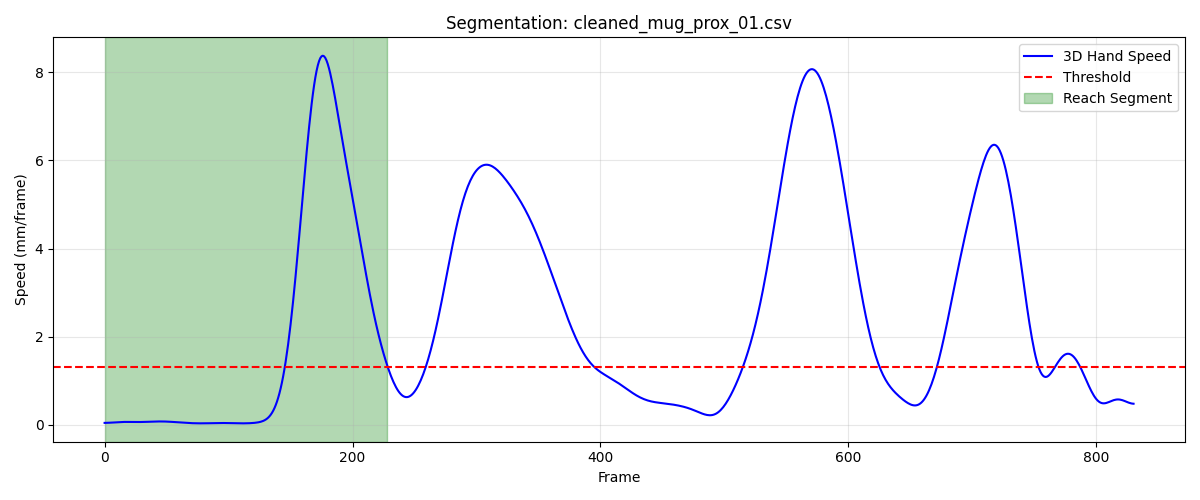 Segmentation: cleaned_mug_prox_01.csv
3D Hand Speed
Threshold
Reach Segment
Speed (mm/frame)
8
6
4
2
0
0 200 400 600 800
Frame